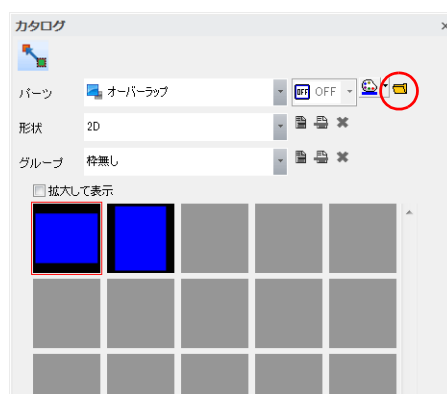 カタログ
パーツ オーバーラップ OFF OFF
形状 2D
グループ 枠無し
拡大して表示